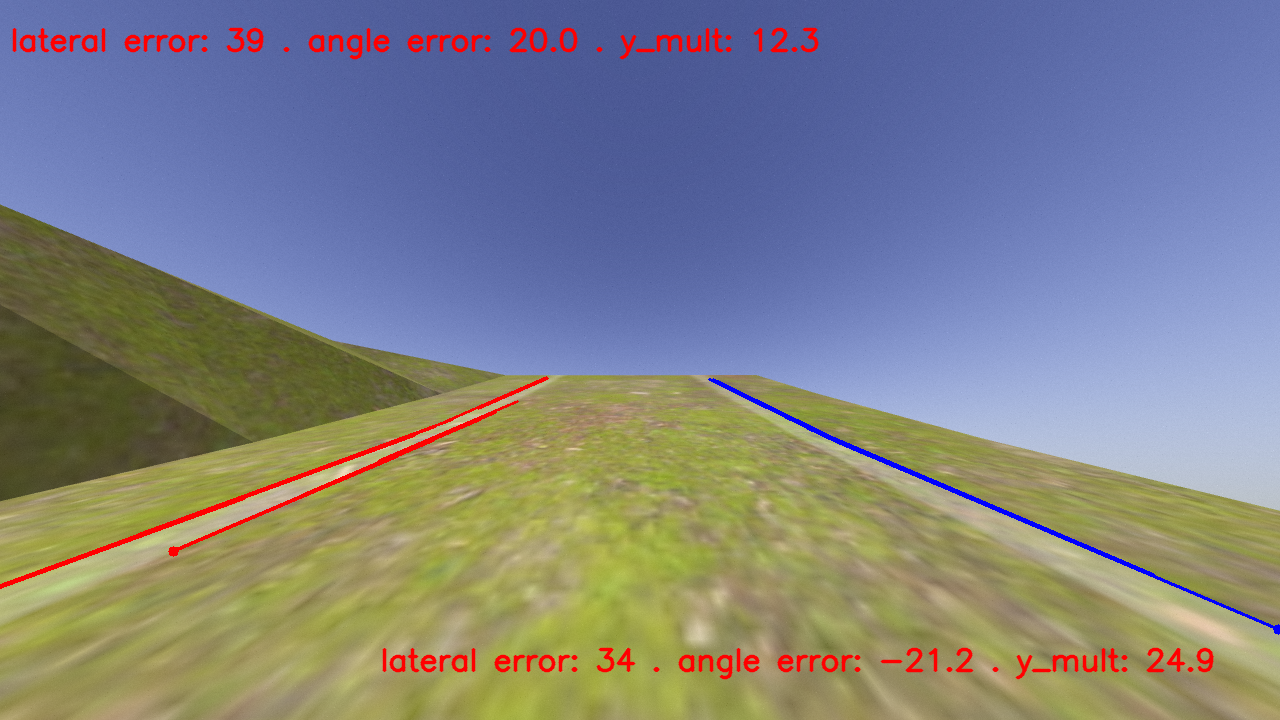 lateral error: 39 . angle error: 20.0 . y_mult: 12.3
lateral error: 34 . angle error: -21.2 . y_mult: 24.9